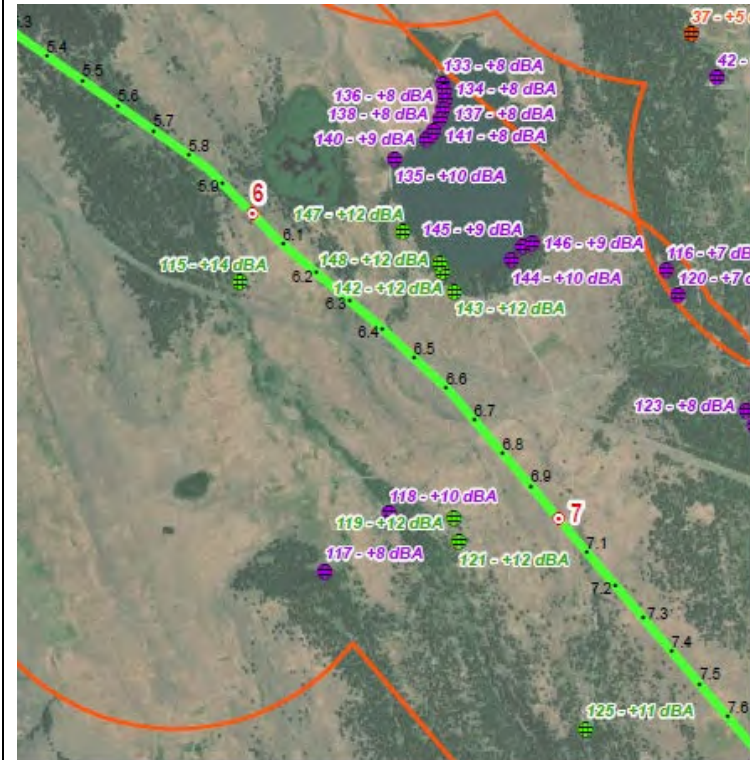 5.3
37 - +5
5.4
42 -
5.5
133 - +8 dBA
134 - +8 dBA
136 - +8 dBA
5.6
138 - +8 dBA
137 - +8 dBA
5.7
140 - +9 dBA
141 - +8 dBA
5.8
135 - +10 dBA
5.9
6
147 - +12 dBA
145 - +9 dBA
6.1
146 - +9 dBA
116 - +7 dB
115 - +14 dBA
148 - +12 dBA
6.2
144 - +10 dBA
120 - +7 d
142 - +12 dBA
6.3
143 - +12 dBA
6.4
6.5
6.6
123 - +8 dBA
6.7
6.8
6.9
118 - +10 dBA
7
119 - +12 dBA
7.1
117 - +8 dBA
121 - +12 dBA
7.2
7.3
7.4
7.5
125 - +11 dBA
7.6